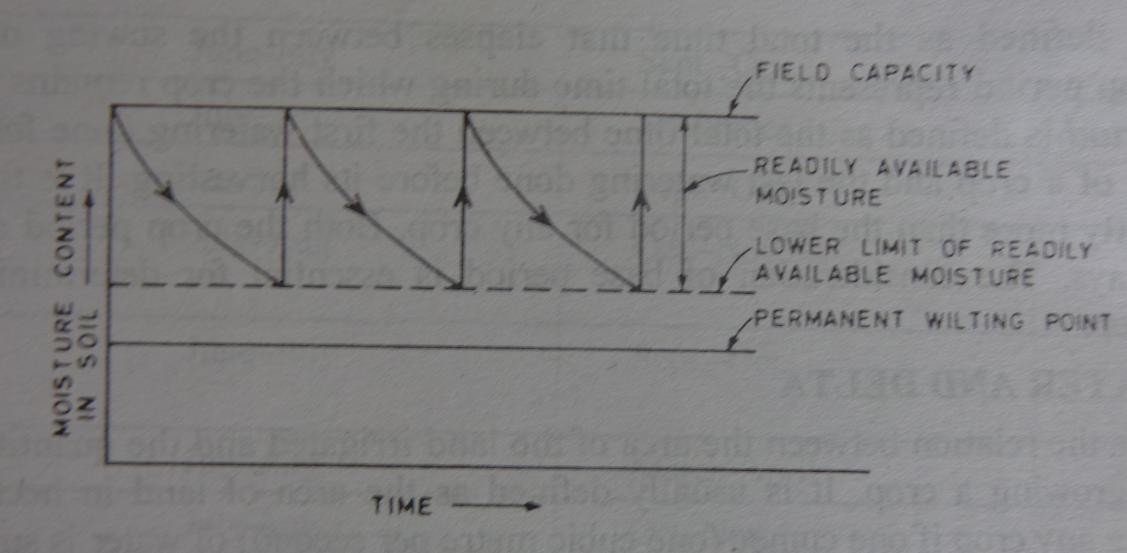 FIELD CAPACITY
READILY AVAILABLE
MOISTURE
LOWER LIMIT OF READILY
AVAILABLE MOISTURE
PERMANENT WILTING POINT
MOISTURE CONTENT
IN SOIL
TIME